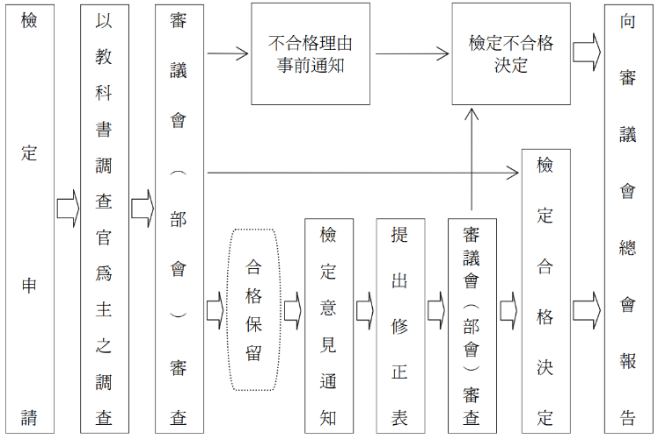 檢定申請
以教科書調查官爲主之調查
審議會（部會）審查
不合格理由
事前通知
檢定不合格
決定
合格保留
檢定意見通知
提出修正表
審議會（部會）審查
檢定合格決定
向審議會總會報告